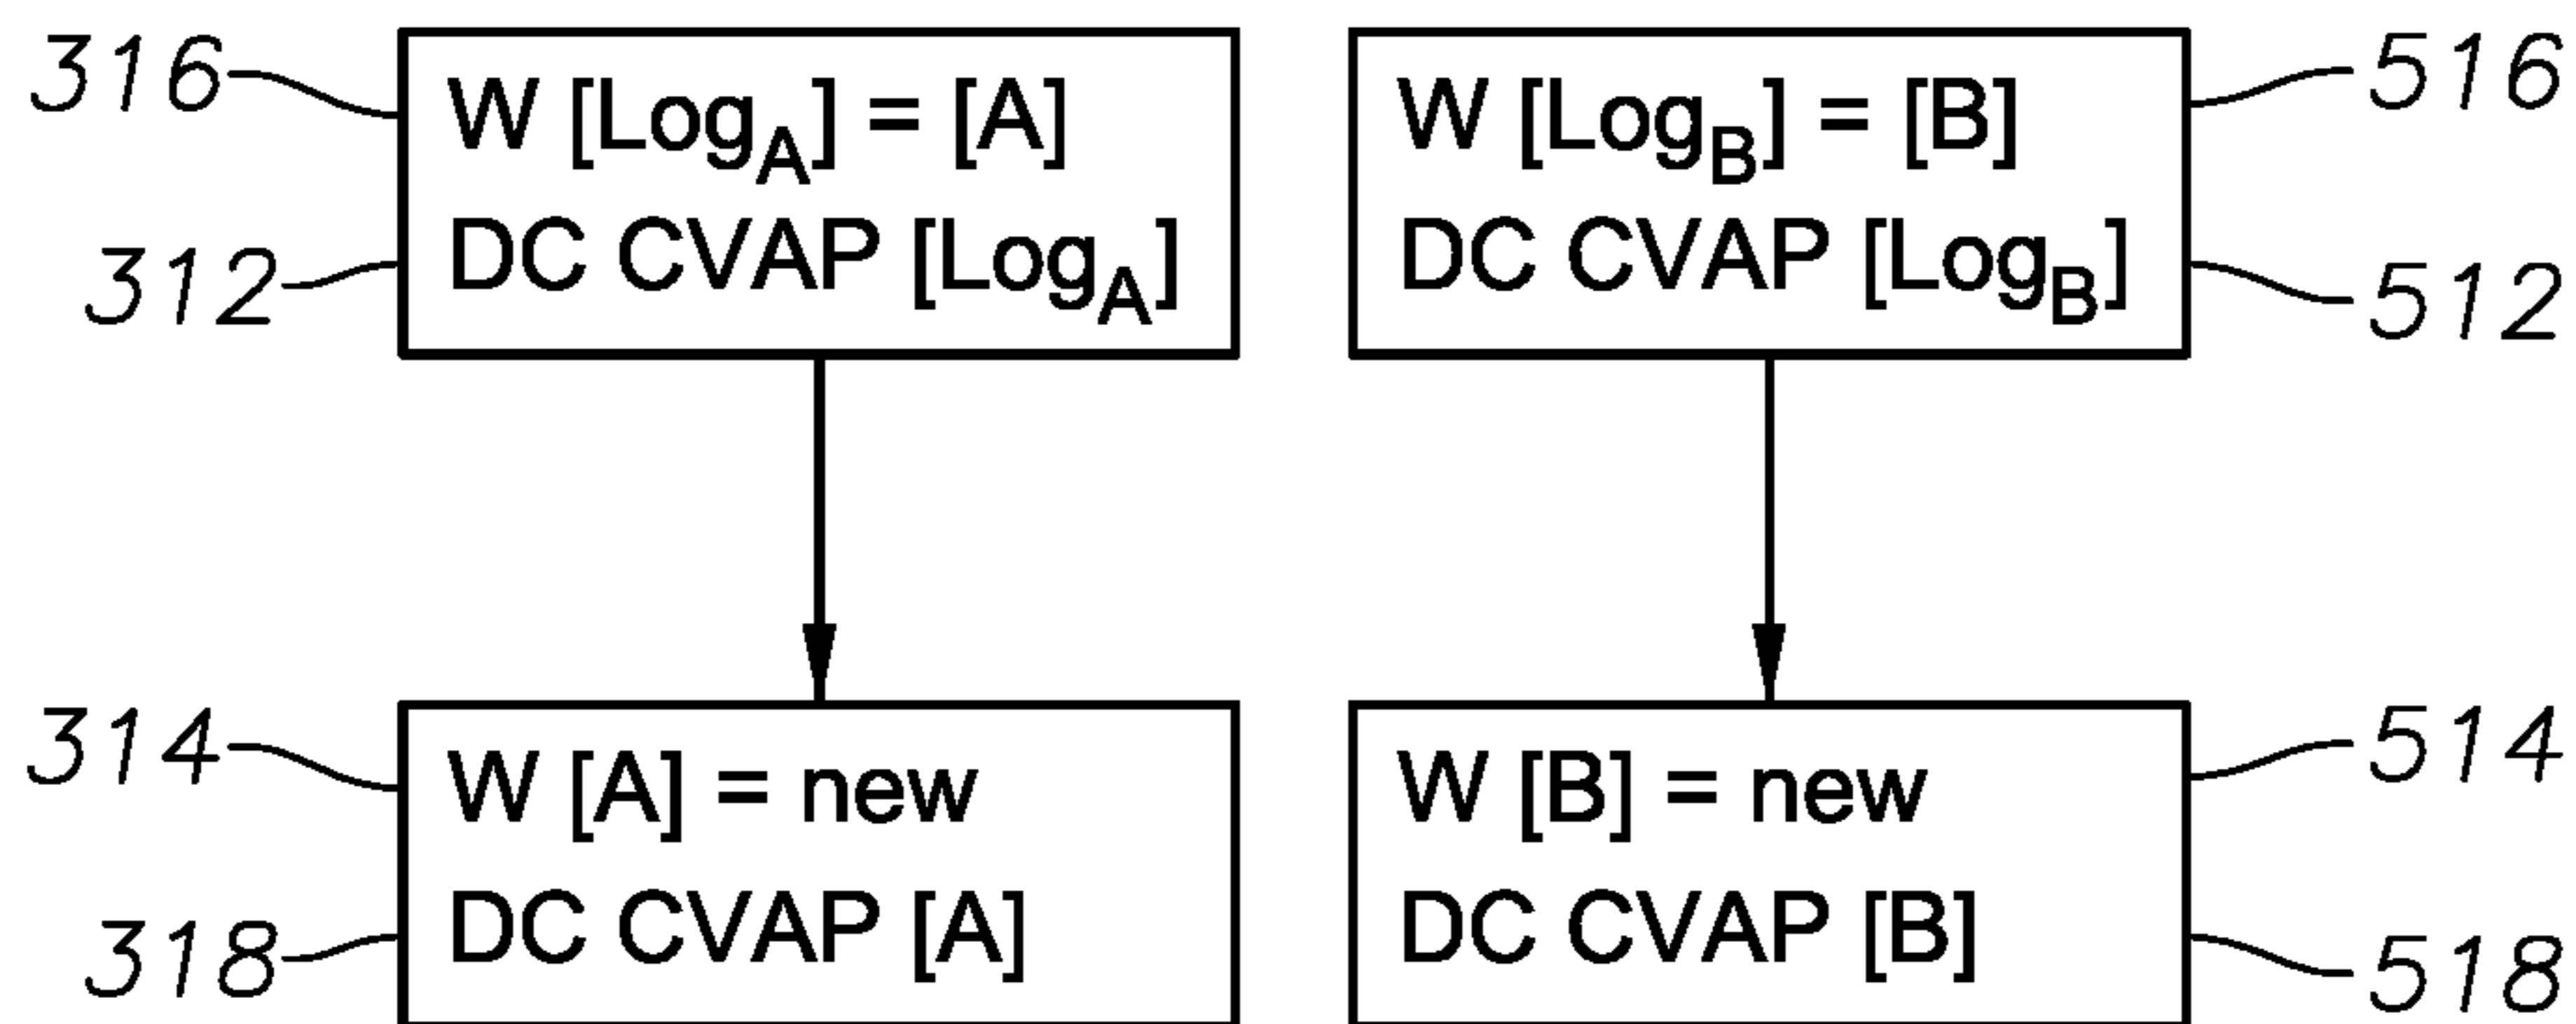 316
W [LogA] = [A]
312
DC CVAP [LogA]
W [LogB] = [B]
516
DC CVAP [LogB]
512
314
W [A] = new
318
DC CVAP [A]
W [B] = new
514
DC CVAP [B]
518